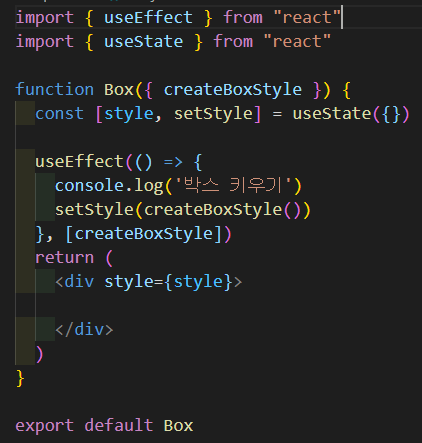 import { useEffect } from "react"
import { useState } from "react"
function Box({ createBoxStyle }) {
const [style, setStyle] = useState({})
useEffect(() => {
console.log('박스 키우기')
setStyle(createBoxStyle())
}, [createBoxStyle])
return (
<div style={style}>
</div>
)
}
export default Box